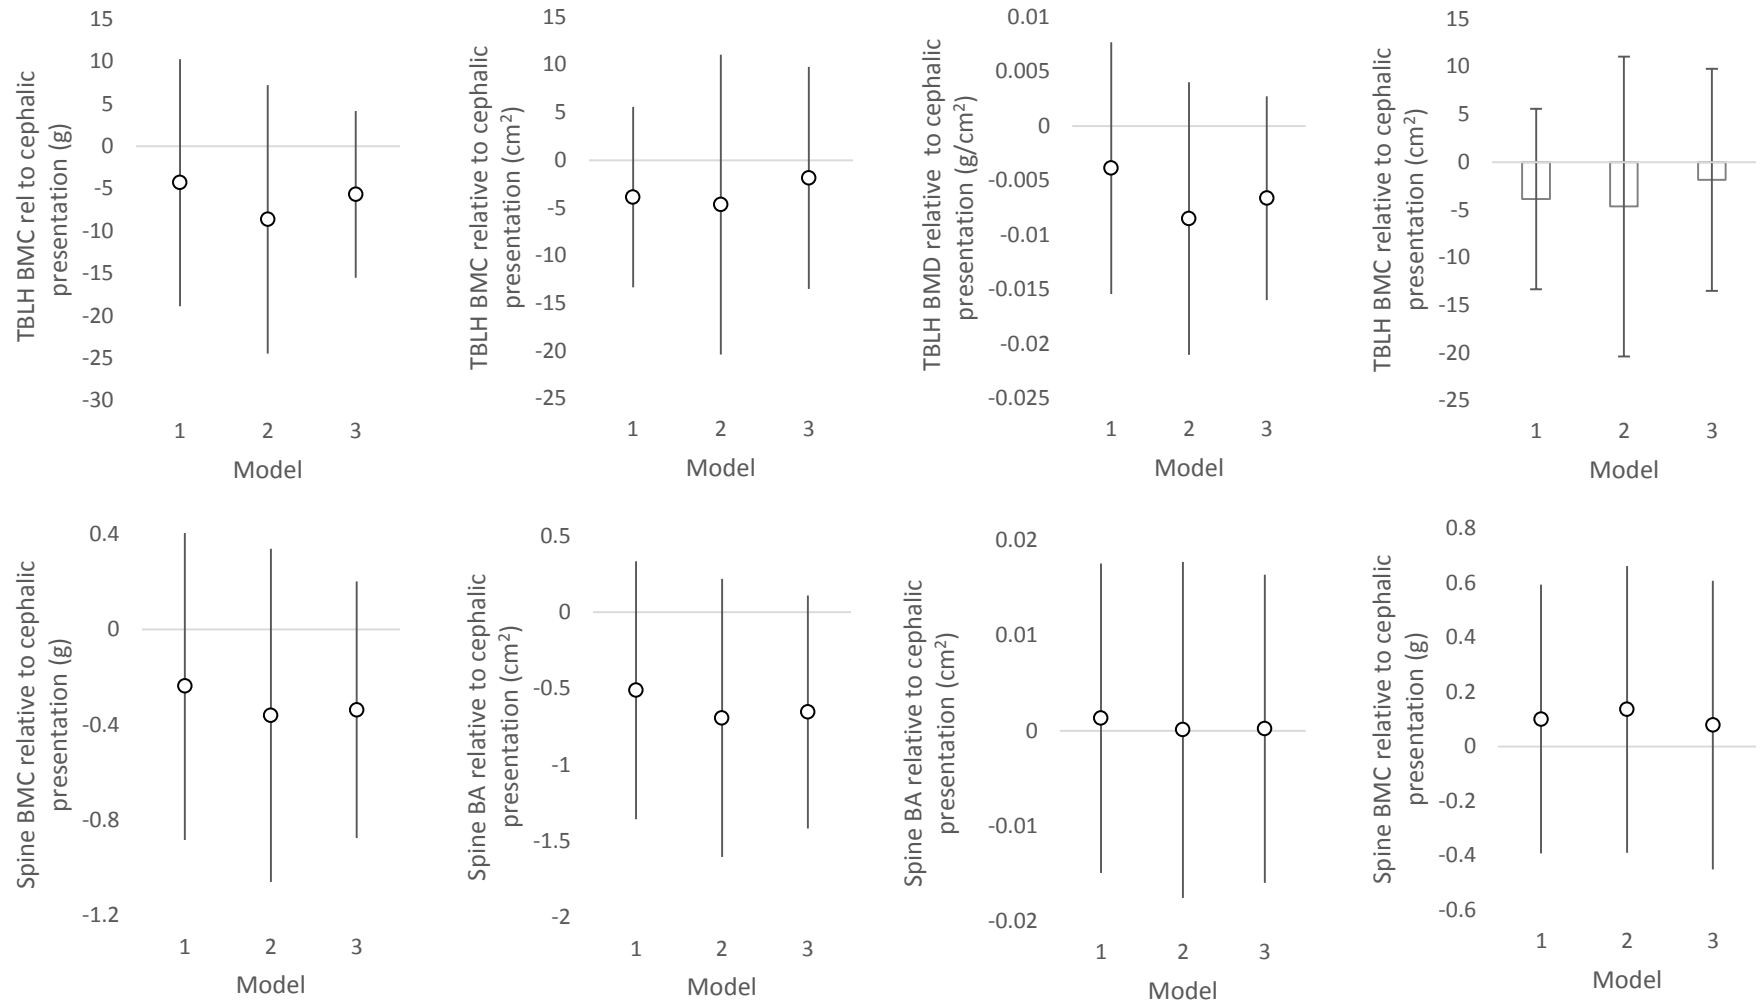 TBLH BMC rel to cephalic
presentation (g)
15
10
5
0
-5
-10
-15
-20
-25
-30
1 2 3
Model
TBLH BMC relative to cephalic
presentation (cm²)
15
10
5
0
-5
-10
-15
-20
-25
1 2 3
Model
TBLH BMD relative to cephalic
presentation (g/cm²)
0.01
0.005
0
-0.005
-0.01
-0.015
-0.02
-0.025
1 2 3
Model
TBLH BMC relative to cephalic
presentation (cm²)
15
10
5
0
-5
-10
-15
-20
-25
1 2 3
Model
Spine BMC relative to cephalic
presentation (g)
0.4
0
-0.4
-0.8
-1.2
1 2 3
Model
Spine BA relative to cephalic
presentation (cm²)
0.5
0
-0.5
-1
-1.5
-2
1 2 3
Model
Spine BA relative to cephalic
presentation (cm²)
0.02
0.01
0
-0.01
-0.02
1 2 3
Model
Spine BMC relative to cephalic
presentation (g)
0.8
0.6
0.4
0.2
0
-0.2
-0.4
-0.6
1 2 3
Model